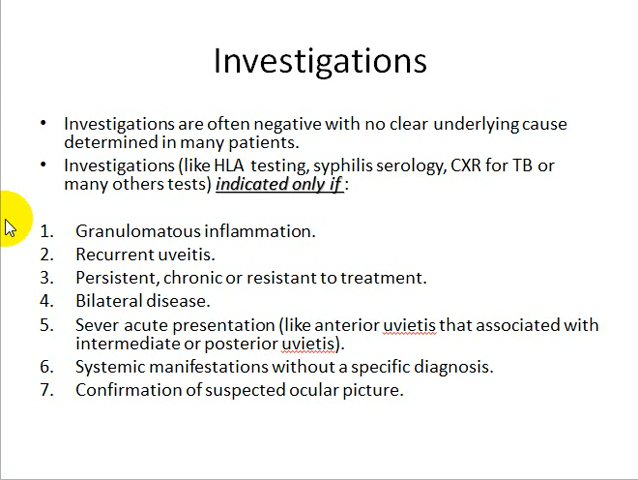 Investigations
• Investigations are often negative with no clear underlying cause
determined in many patients.
• Investigations (like HLA testing, syphilis serology, CXR for TB or
many others tests) indicated only if :
1. Granulomatous inflammation.
2. Recurrent uveitis.
3. Persistent, chronic or resistant to treatment.
4. Bilateral disease.
5. Sever acute presentation (like anterior uvietis that associated with
intermediate or posterior uvietis).
6. Systemic manifestations without a specific diagnosis.
7. Confirmation of suspected ocular picture.